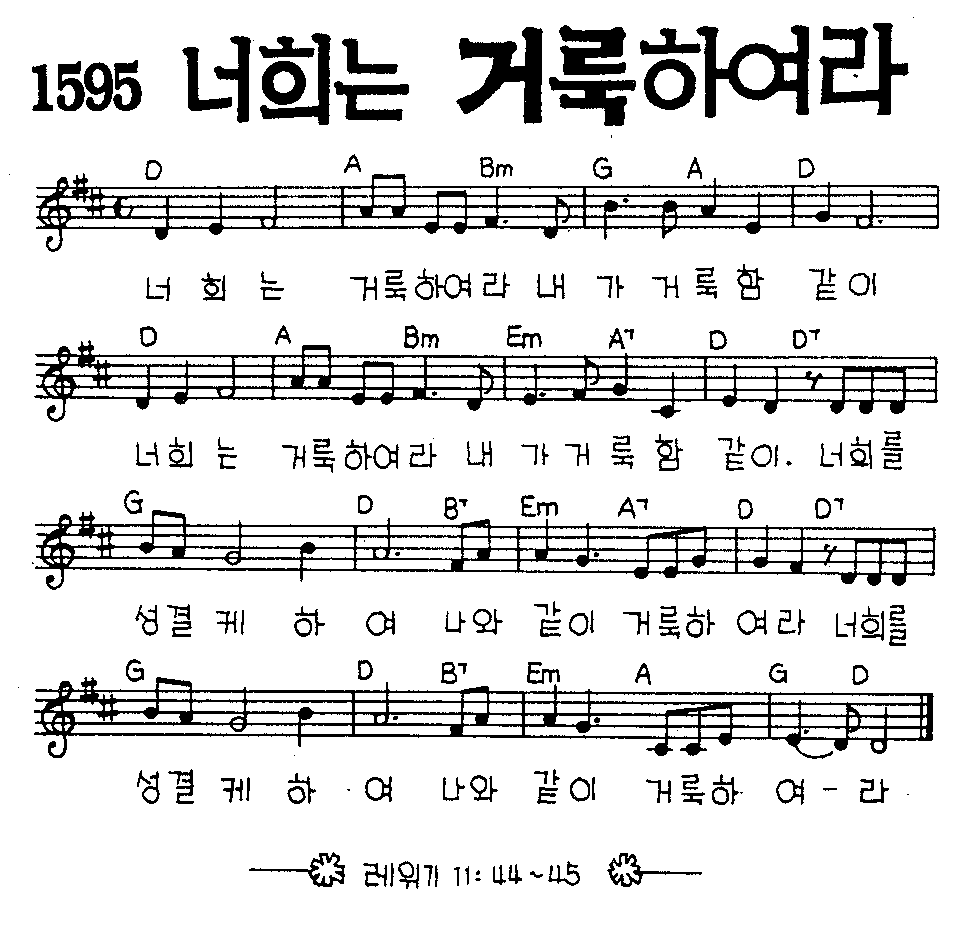 1595 너희는 거룩하여라
D A Bm G A D
너 희 는 거룩하여라 내 가 거 룩 함 같 이
D A Bm Em A7 D D7
너희 는 거룩하여라 내 가 거 룩 함 같이. 너희를
G D B7 Em A7 D D7
성결 케 하 여 나와 같이 거룩하 여라 너희를
G D B7 Em A G D
성결 케 하 여 나와 같이 거룩하 여 - 라
레위기 11: 44~45